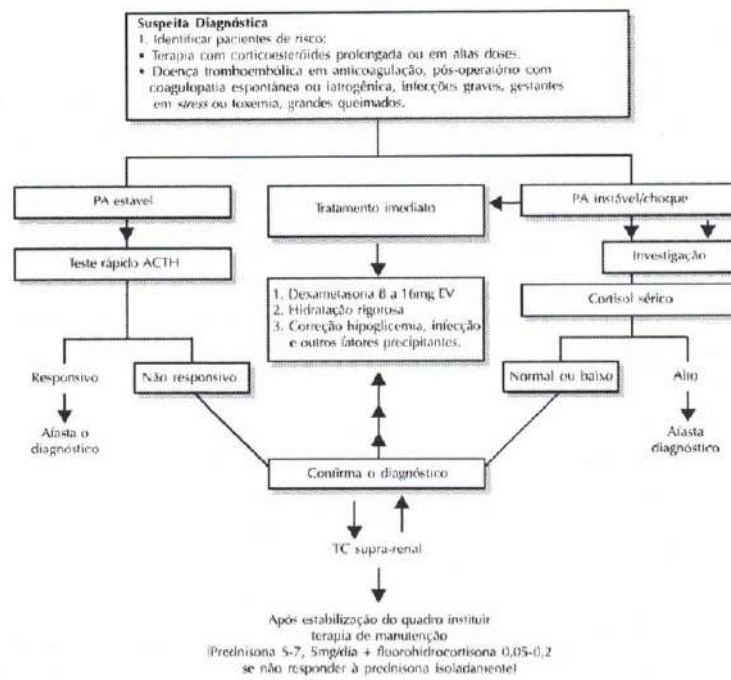 Suspeita Diagnóstica
1. Identificar pacientes de risco:
• Terapia com corticoesteróides prolongada ou em altas doses.
• Doença tromboembólica em anticoagulação, pós-operatório com
coagulopatia espontânea ou iatrogênica, infecções graves, gestantes
em stress ou toxemia, grandes queimados.
PA estável
Tratamento imediato
PA instável/choque
Teste rápido ACTH
Investigação
1. Dexametasona 8 a 16mg EV
2. Hidratação rigorosa
3. Correção hipoglicemia, infecção
e outros fatores precipitantes.
Cortisol sérico
Responsivo
Não responsivo
Normal ou baixo
Alto
Afasta o
diagnóstico
Afasta
diagnóstico
Confirma o diagnóstico
TC supra-renal
Após estabilização do quadro instituir
terapia de manutenção
(Prednisona 5-7, 5mg/dia + fluorohidrocortisona 0,05-0,2
se não responder à prednisona isoladamente)